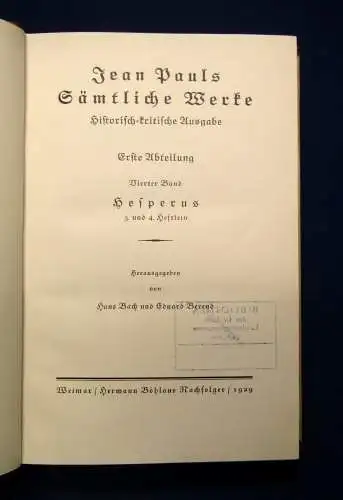 Jean Pauls
Sämtliche Werke
Historisch-kritische Ausgabe
Erste Abteilung
Vierter Band
Hesperus
3. und 4. Heftlein
Herausgegeben
von
Hans Bach und Eduard Berend
Weimar / Hermann Böhlaus Nachfolger / 1929